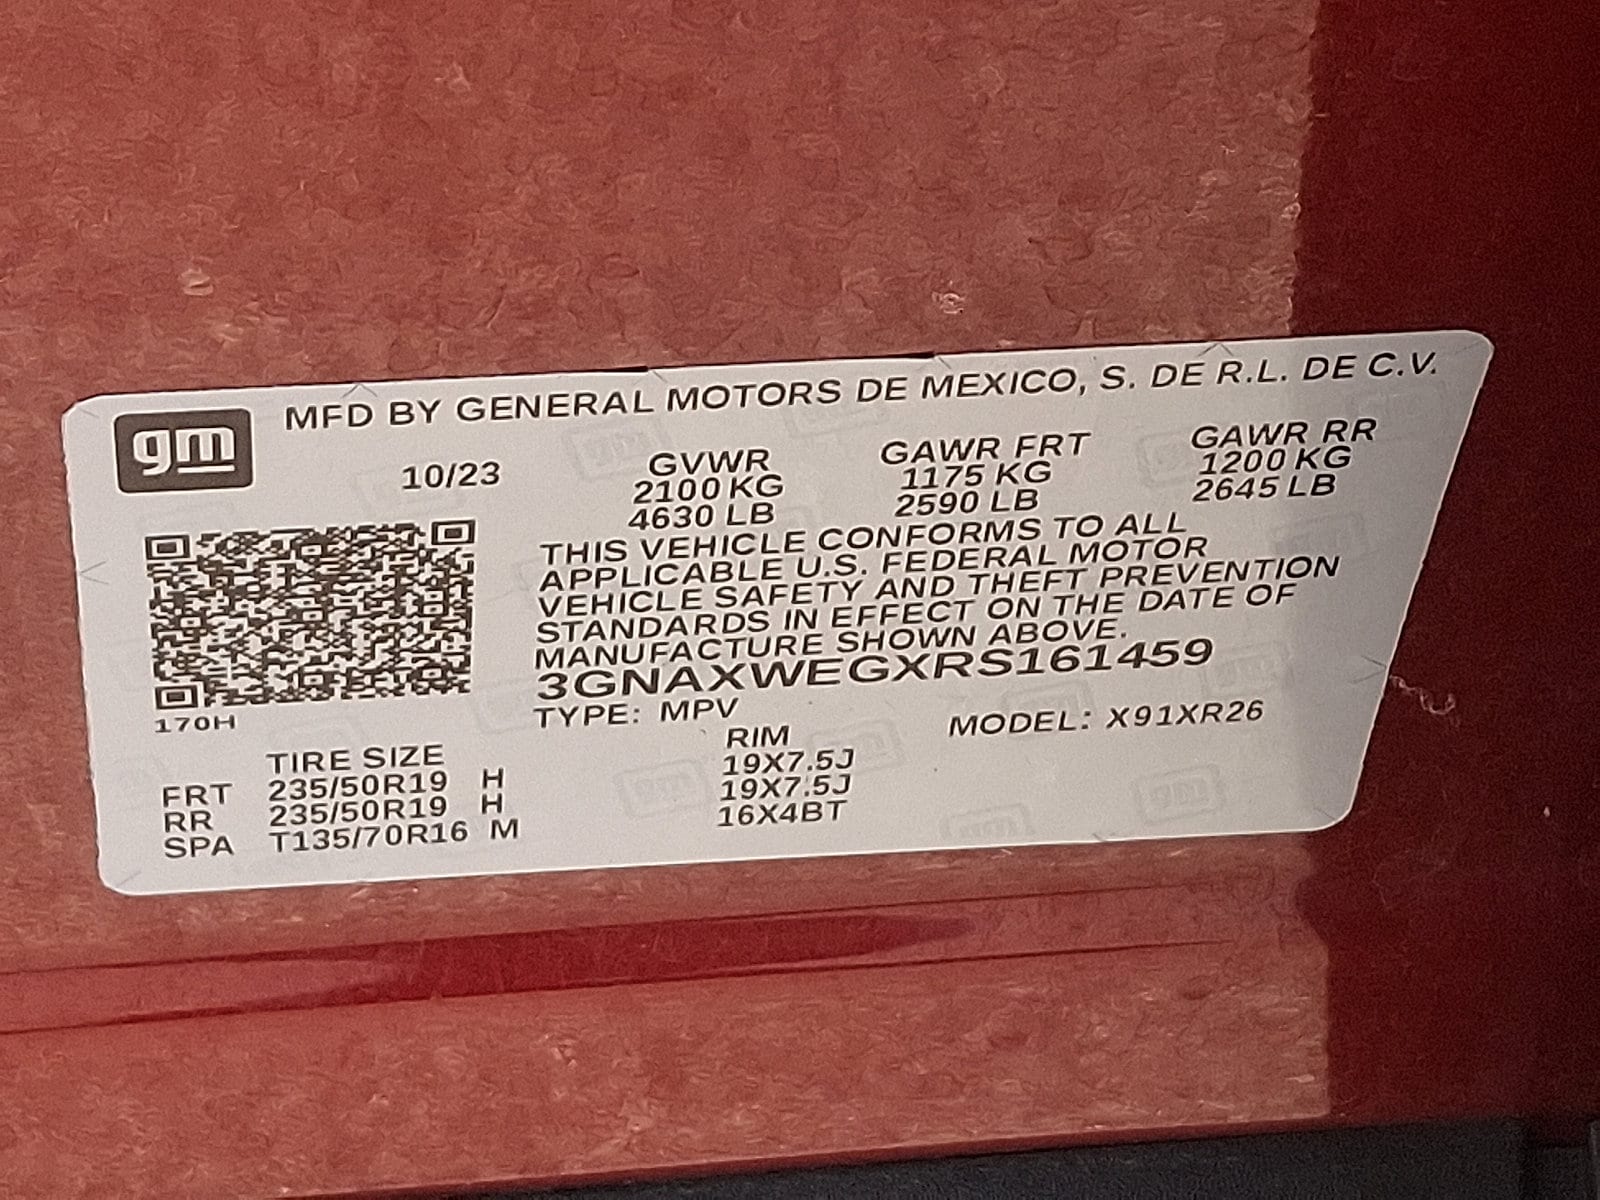 gm
MFD BY GENERAL MOTORS DE MEXICO, S. DE R.L. DE C.V.
10/23
GVWR
2100 KG
4630 LB
GAWR FRT
1175 KG
2590 LB
GAWR RR
1200 KG
2645 LB
THIS VEHICLE CONFORMS TO ALL
APPLICABLE U.S. FEDERAL MOTOR
VEHICLE SAFETY AND THEFT PREVENTION
STANDARDS IN EFFECT ON THE DATE OF
MANUFACTURE SHOWN ABOVE.
3GNAXWEGXRS161459
170H
TYPE: MPV MODEL: X91XR26
TIRE SIZE RIM
FRT 235/50R19 H 19X7.5J
RR 235/50R19 H 19X7.5J
SPA T135/70R16 M 16X4BT